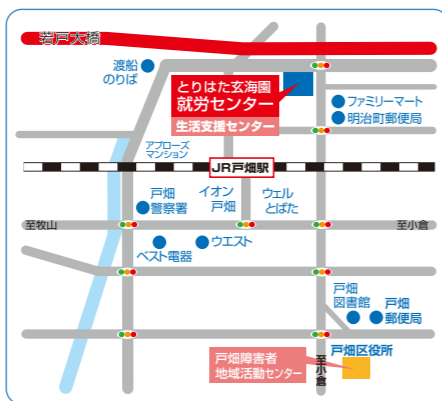 岩戸大橋
渡船
のりば
とりはた玄海園
就労センター
生活支援センター
ファミリーマート
明治町郵便局
アプローズ
マンション
JR戸畑駅
戸畑
警察署
イオン
戸畑
ウェル
とばた
至牧山
至小倉
ベスト電器
ウエスト
戸畑
図書館
戸畑
郵便局
戸畑障害者
地域活動センター
至小倉
戸畑区役所